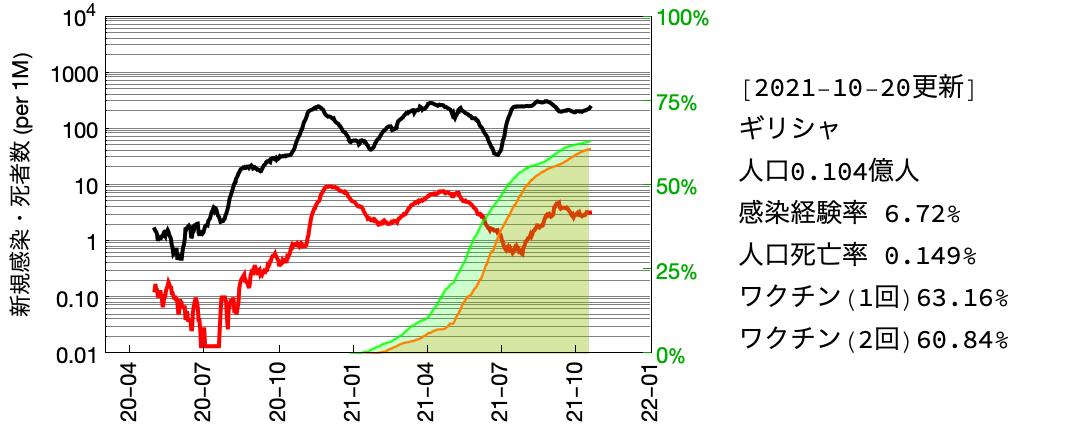 新規感染・死者数 (per 1M)
10^4
1000
100
10
1
0.10
0.01
100%
75%
50%
25%
0%
20-04
20-07
20-10
21-01
21-04
21-07
21-10
22-01
[2021-10-20更新]
ギリシャ
人口0.104億人
感染経験率 6.72%
人口死亡率 0.149%
ワクチン(1回)63.16%
ワクチン(2回)60.84%